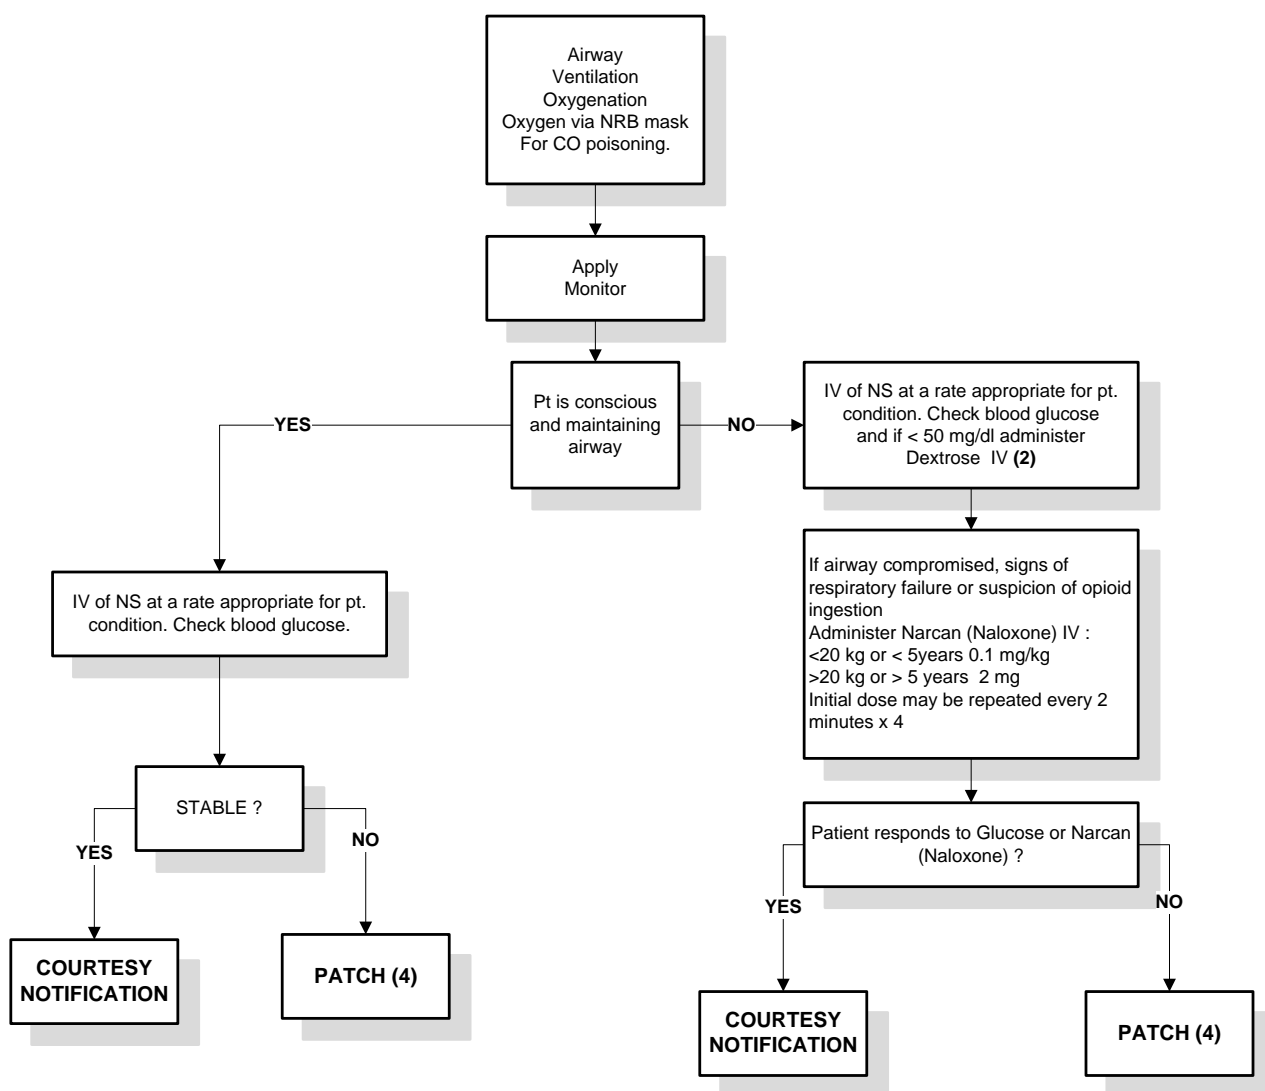 Airway
Ventilation
Oxygenation
Oxygen via NRB mask
For CO poisoning.
Apply
Monitor
Pt is conscious
and maintaining
airway
YES
NO
IV of NS at a rate appropriate for pt.
condition. Check blood glucose
and if < 50 mg/dl administer
Dextrose IV (2)
If airway compromised, signs of
respiratory failure or suspicion of opioid
ingestion
Administer Narcan (Naloxone) IV :
<20 kg or < 5years 0.1 mg/kg
>20 kg or > 5 years 2 mg
Initial dose may be repeated every 2
minutes x 4
IV of NS at a rate appropriate for pt.
condition. Check blood glucose.
STABLE ?
YES
NO
COURTESY
NOTIFICATION
PATCH (4)
Patient responds to Glucose or Narcan
(Naloxone) ?
YES
NO
COURTESY
NOTIFICATION
PATCH (4)